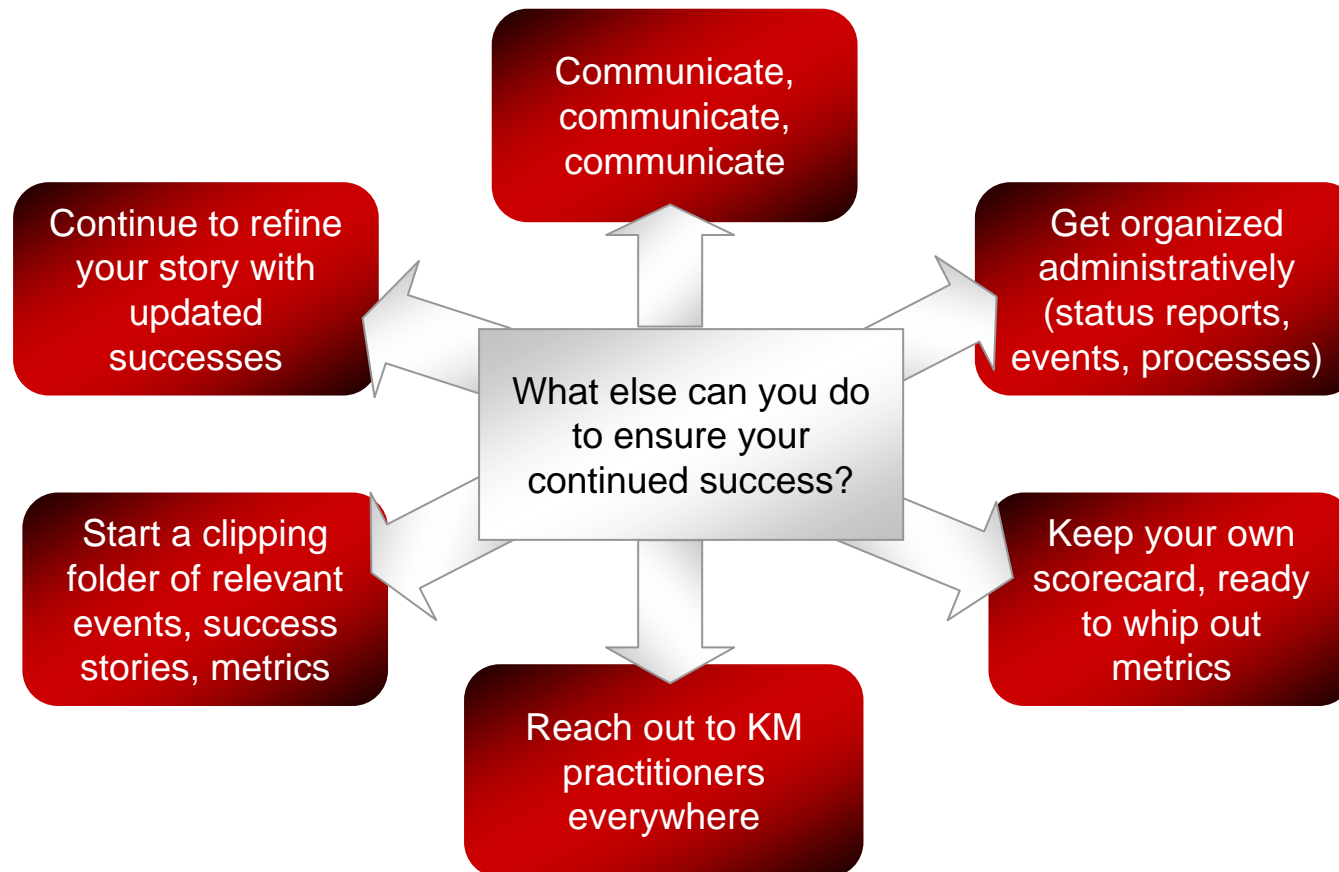 Communicate,
communicate,
communicate
Continue to refine
your story with
updated
successes
Get organized
administratively
(status reports,
events, processes)
What else can you do
to ensure your
continued success?
Start a clipping
folder of relevant
events, success
stories, metrics
Keep your own
scorecard, ready
to whip out
metrics
Reach out to KM
practitioners
everywhere